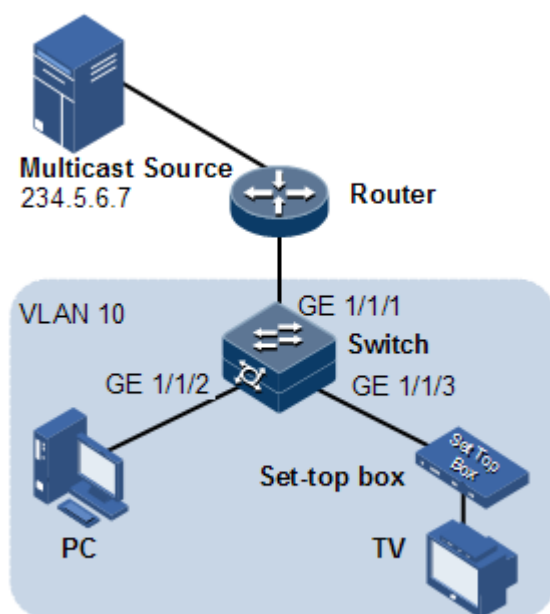 Multicast Source
234.5.6.7
Router
VLAN 10
GE 1/1/1
Switch
GE 1/1/2
GE 1/1/3
Set Top
Box
Set-top box
PC
TV